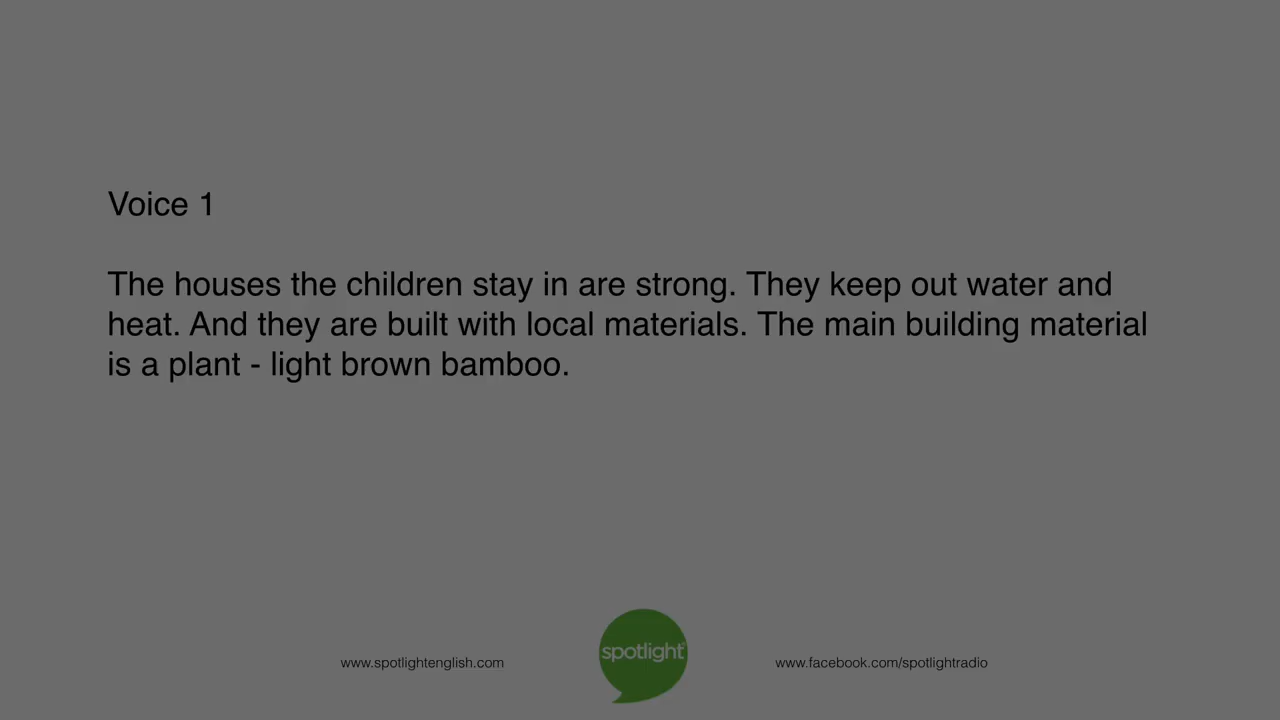 Voice 1
The houses the children stay in are strong. They keep out water and
heat. And they are built with local materials. The main building material
is a plant - light brown bamboo.
spotlight
www.spotlightenglish.com
www.facebook.com/spotlightradio